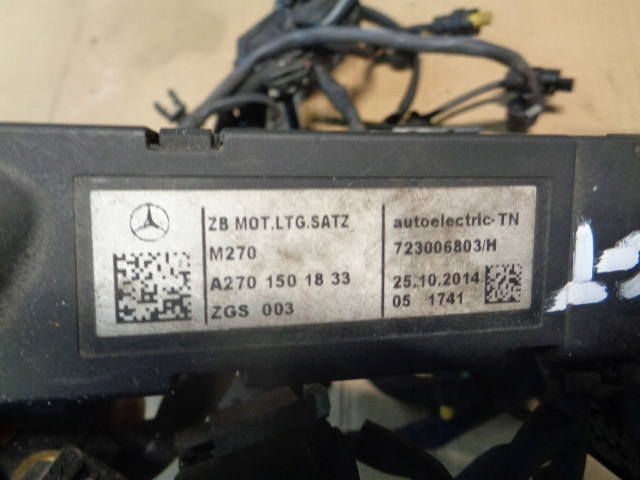 ZB MOT.LTG.SATZ
M270
A270 150 18 33
ZGS 003
autoelectric-TN
723006803/H
25.10.2014
05 1741